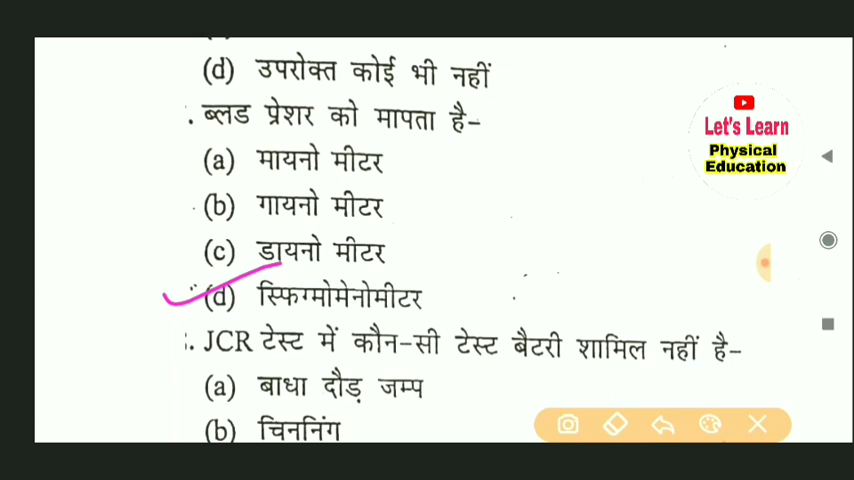 (d) उपरोक्त कोई भी नहीं
. ब्लड प्रेशर को मापता है-
(a) मायनो मीटर
(b) गायनो मीटर
(c) डायनो मीटर
(d) स्फिग्मोमेनोमीटर
. JCR टेस्ट में कौन-सी टेस्ट बैटरी शामिल नहीं है-
(a) बाधा दौड़ जम्प
(b) चिननिंग
Let's Learn
Physical
Education